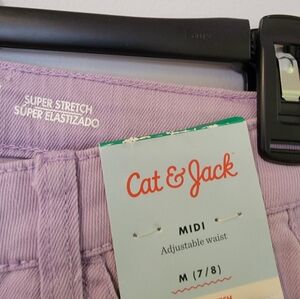 SUPER STRETCH
SÚPER ELASTIZADO
Cat & Jack
MIDI
Adjustable waist
M (7/8)